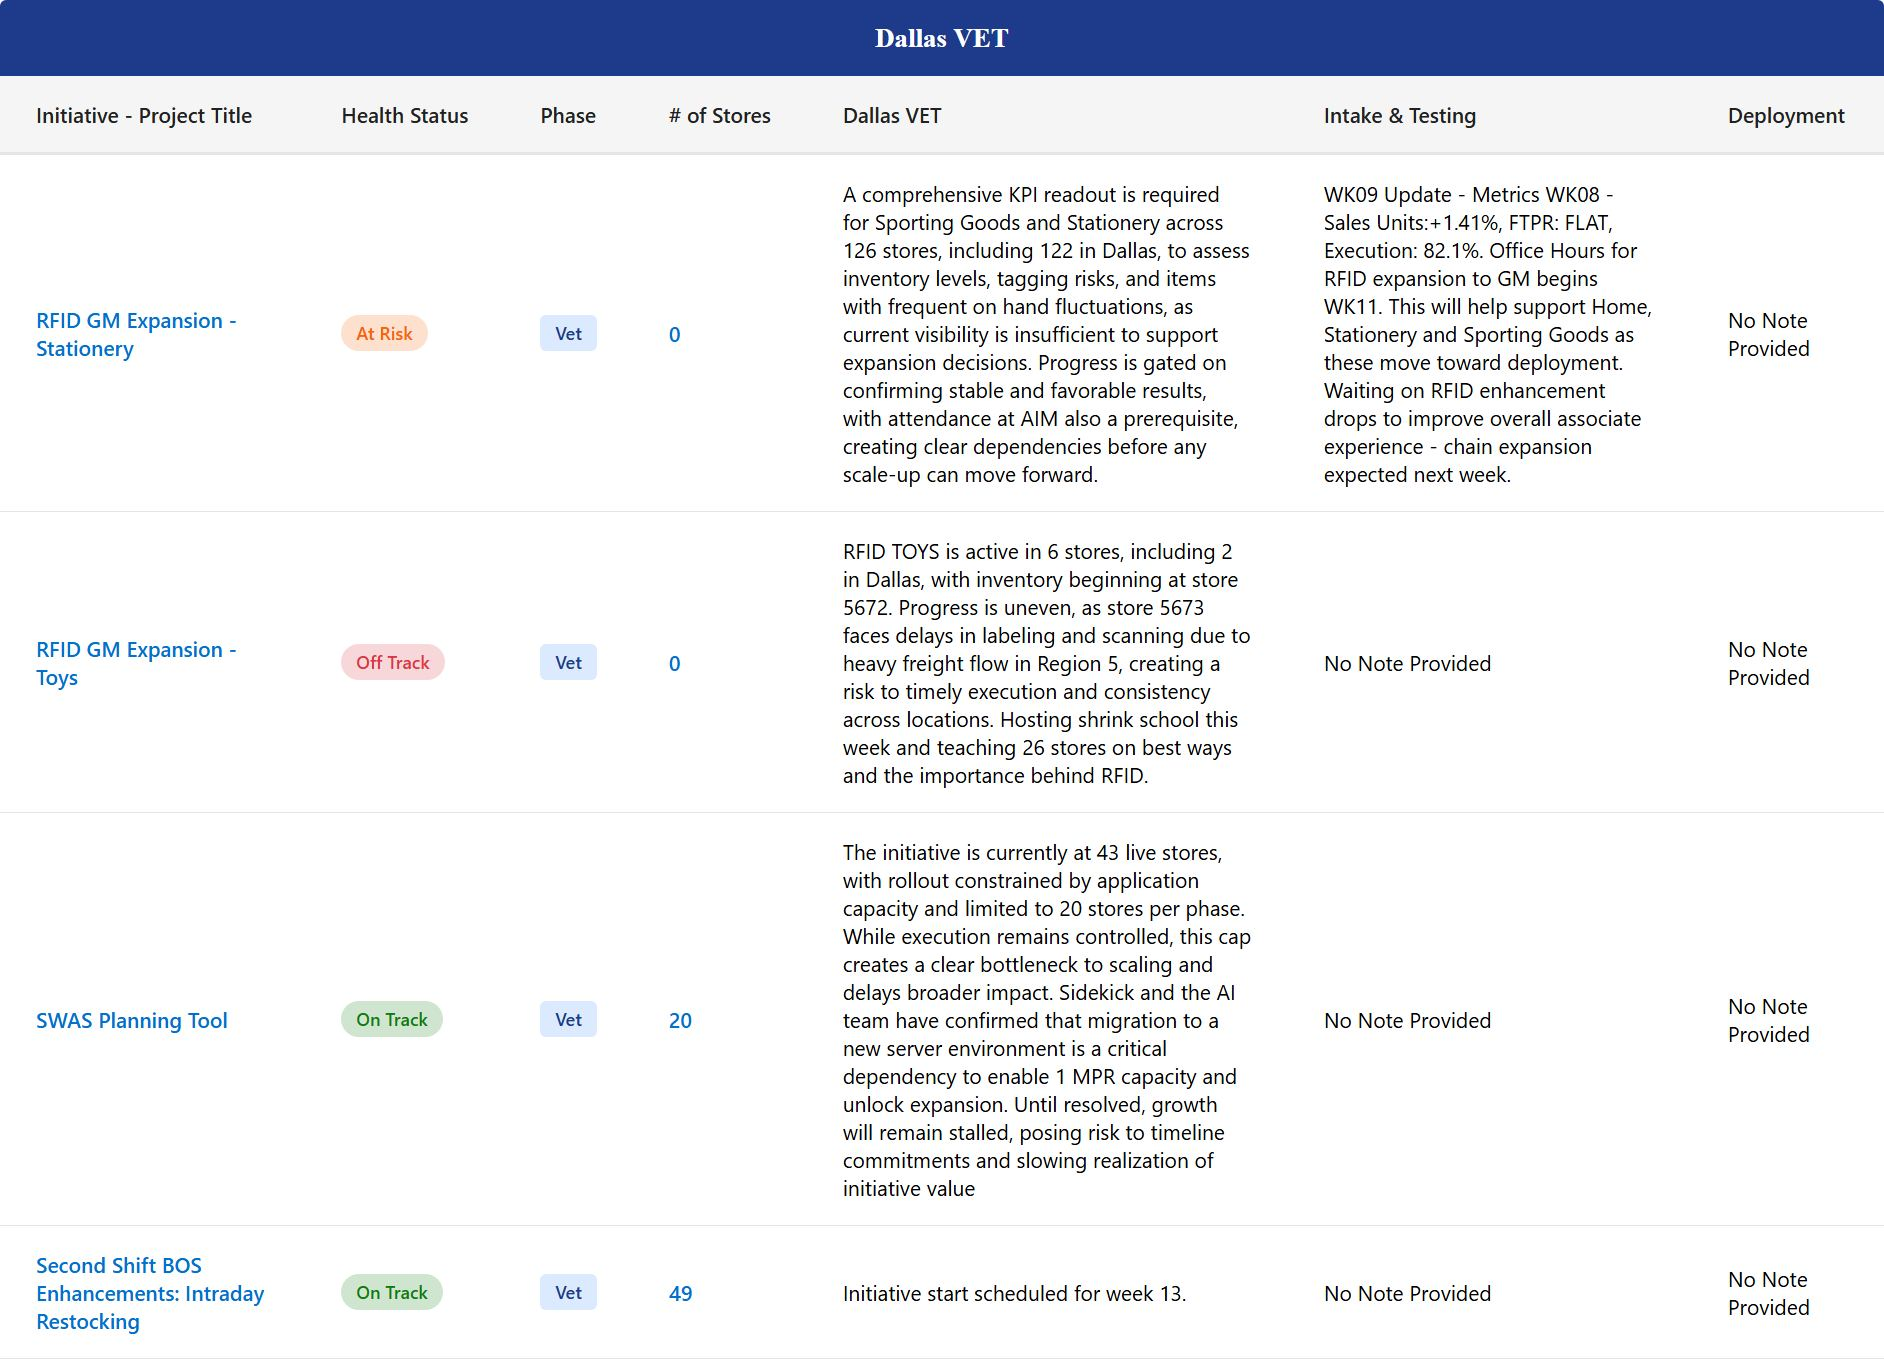 Dallas VET
Initiative - Project Title
Health Status
Phase
# of Stores
Dallas VET
Intake & Testing
Deployment
RFID GM Expansion -
Stationery
At Risk
Vet
0
A comprehensive KPI readout is required
for Sporting Goods and Stationery across
126 stores, including 122 in Dallas, to assess
inventory levels, tagging risks, and items
with frequent on hand fluctuations, as
current visibility is insufficient to support
expansion decisions. Progress is gated on
confirming stable and favorable results,
with attendance at AIM also a prerequisite,
creating clear dependencies before any
scale-up can move forward.
WK09 Update - Metrics WK08 -
Sales Units:+1.41%, FTPR: FLAT,
Execution: 82.1%. Office Hours for
RFID expansion to GM begins
WK11. This will help support Home,
Stationery and Sporting Goods as
these move toward deployment.
Waiting on RFID enhancement
drops to improve overall associate
experience - chain expansion
expected next week.
No Note
Provided
RFID GM Expansion -
Toys
Off Track
Vet
0
RFID TOYS is active in 6 stores, including 2
in Dallas, with inventory beginning at store
5672. Progress is uneven, as store 5673
faces delays in labeling and scanning due to
heavy freight flow in Region 5, creating a
risk to timely execution and consistency
across locations. Hosting shrink school this
week and teaching 26 stores on best ways
and the importance behind RFID.
No Note Provided
No Note
Provided
SWAS Planning Tool
On Track
Vet
20
The initiative is currently at 43 live stores,
with rollout constrained by application
capacity and limited to 20 stores per phase.
While execution remains controlled, this cap
creates a clear bottleneck to scaling and
delays broader impact. Sidekick and the AI
team have confirmed that migration to a
new server environment is a critical
dependency to enable 1 MPR capacity and
unlock expansion. Until resolved, growth
will remain stalled, posing risk to timeline
commitments and slowing realization of
initiative value
No Note Provided
No Note
Provided
Second Shift BOS
Enhancements: Intraday
Restocking
On Track
Vet
49
Initiative start scheduled for week 13.
No Note Provided
No Note
Provided